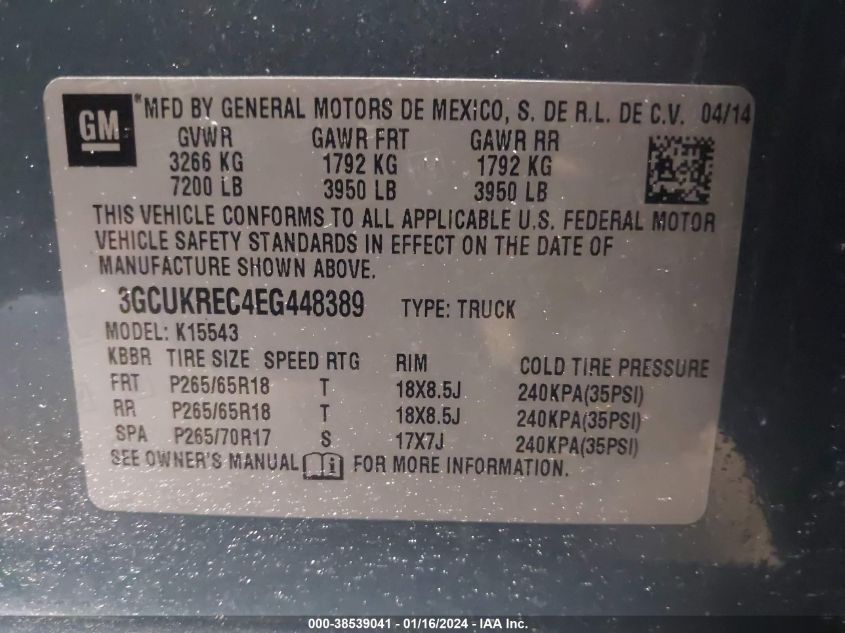 GM
*MFD BY GENERAL MOTORS DE MEXICO, S. DE R.L. DE C.V. 04/14
GVWR GAWR FRT GAWR RR
3266 KG 1792 KG 1792 KG
7200 LB 3950 LB 3950 LB
THIS VEHICLE CONFORMS TO ALL APPLICABLE U.S. FEDERAL MOTOR
VEHICLE SAFETY STANDARDS IN EFFECT ON THE DATE OF
MANUFACTURE SHOWN ABOVE.
3GCUKREC4EG448389 TYPE: TRUCK
MODEL: K15543
KBBR TIRE SIZE SPEED RTG RIM COLD TIRE PRESSURE
FRT P265/65R18 T 18X8.5J 240KPA(35PSI)
RR P265/65R18 T 18X8.5J 240KPA(35PSI)
SPA P265/70R17 S 17X7J 240KPA(35PSI)
SEE OWNER'S MANUAL FOR MORE INFORMATION.
000-38539041 - 01/16/2024 - IAA Inc.